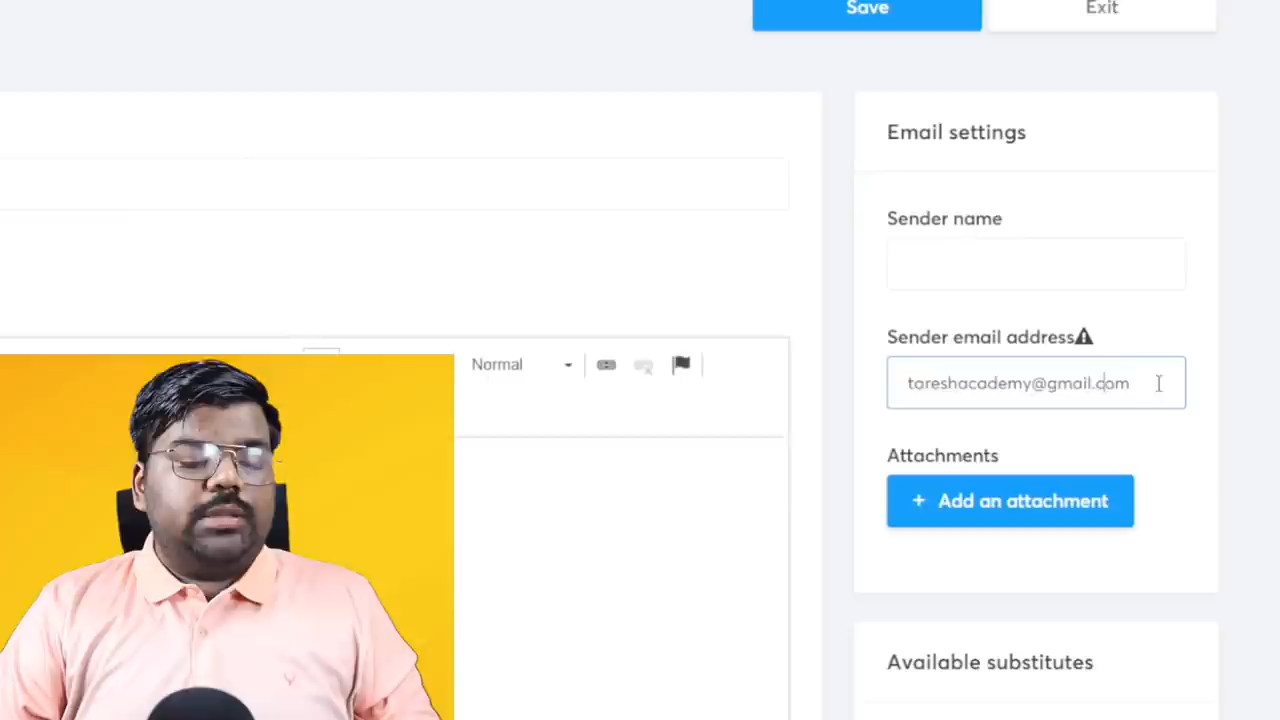 Save
Exit
Email settings
Sender name
Sender email address
toreshacademy@gmail.com
Normal
Attachments
+ Add an attachment
Available substitutes